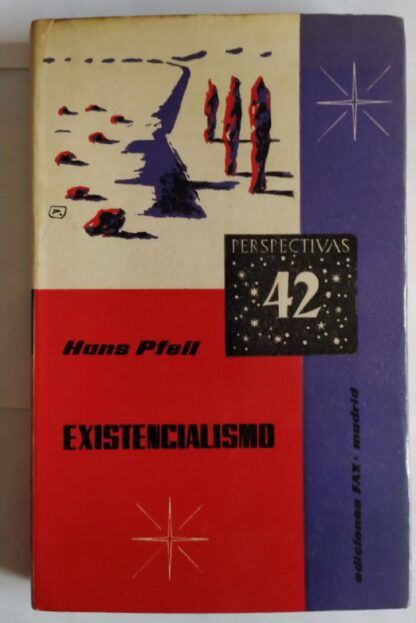 PERSPECTIVAS
42
Hans Pfeil
EXISTENCIALISMO
ediciones FAX · madrid